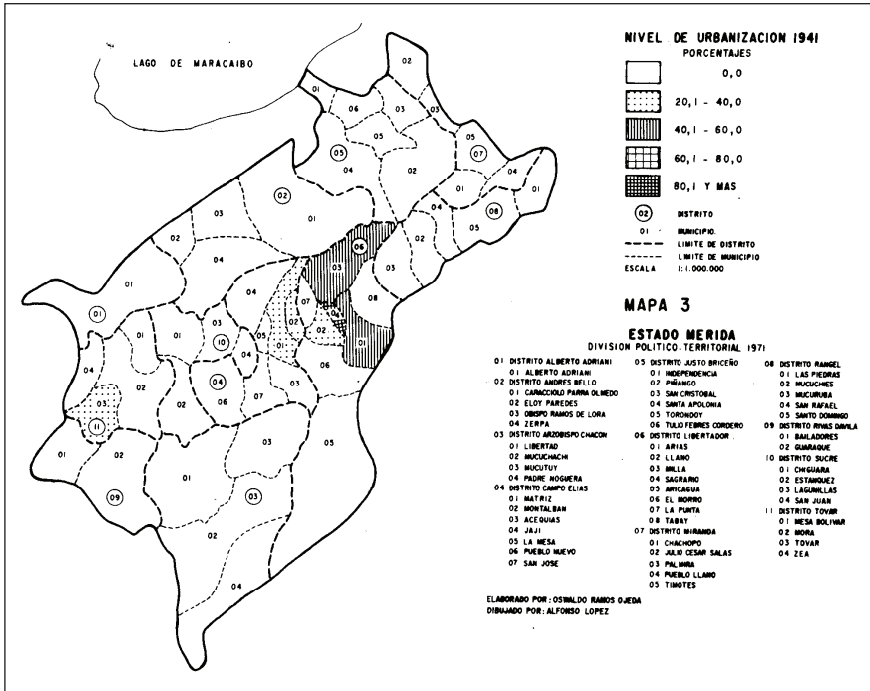 LAGO DE MARACAIBO
NIVEL DE URBANIZACION 1941
PORCENTAJES
0,0
20,1 - 40,0
40,1 - 60,0
60,1 - 80,0
80,1 Y MAS
02 DISTRITO
01 MUNICIPIO.
LIMITE DE DISTRITO
LIMITE DE MUNICIPIO
ESCALA 1:1.000.000
MAPA 3
ESTADO MERIDA
DIVISION POLITICO-TERRITORIAL 1971
01 DISTRITO ALBERTO ADRIANI
01 ALBERTO ADRIANI
02 DISTRITO ANDRES BELLO
01 CARACCIOLO PARRA OLMEDO
02 ELOY PAREDES
03 OBISPO RAMOS DE LORA
04 ZERPA
03 DISTRITO ARZOBISPO CHACON
01 LIBERTAD
02 MUCUCHACHI
03 MUCUTUY
04 PADRE NOGUERA
04 DISTRITO CAMPO ELIAS
01 MATRIZ
02 MONTALBAN
03 ACEQUIAS
04 JAJI
05 LA MESA
06 PUEBLO NUEVO
07 SAN JOSE
05 DISTRITO JUSTO BRICEÑO
01 INDEPENDENCIA
02 PIÑANGO
03 SAN CRISTOBAL
04 SANTA APOLONIA
05 TORONDOY
06 TULIO FEBRES CORDERO
06 DISTRITO LIBERTADOR
01 ARIAS
02 LLANO
03 MILLA
04 SAGRARIO
05 ARICAGUA
06 EL MORRO
07 LA PUNTA
08 TABAY
07 DISTRITO MIRANDA
01 CHACHOPO
02 JULIO CESAR SALAS
03 PALMIRA
04 PUEBLO LLANO
05 TIMOTES
08 DISTRITO RANGEL
01 LAS PIEDRAS
02 MUCUCHIES
03 MUCURUBA
04 SAN RAFAEL
05 SANTO DOMINGO
09 DISTRITO RIVAS DAVILA
01 BAILADORES
02 GUARAQUE
10 DISTRITO SUCRE
01 CHIGUARA
02 ESTANQUEZ
03 LAGUNILLAS
04 SAN JUAN
11 DISTRITO TOVAR
01 MESA BOLIVAR
02 MORA
03 TOVAR
04 ZEA
ELABORADO POR: OSWALDO RAMOS OJEDA
DIBUJADO POR: ALFONSO LOPEZ